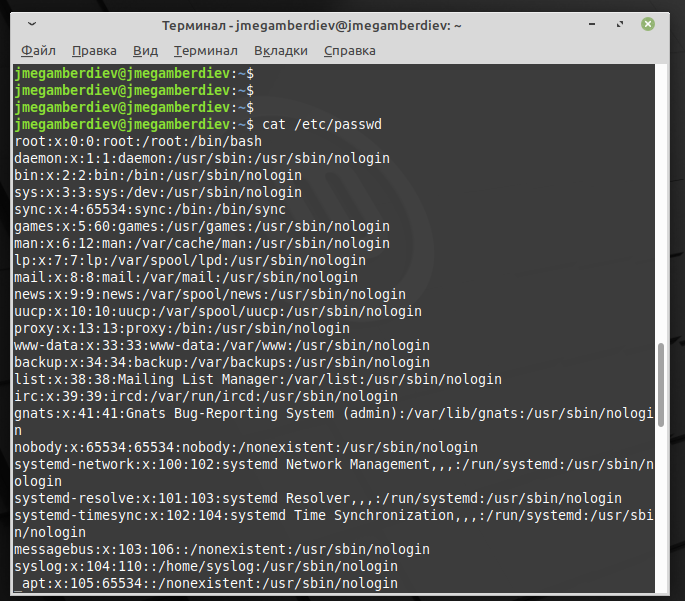 Терминал - jmegamberdiev@jmegamberdiev: ~
Файл Правка Вид Терминал Вкладки Справка
jmegamberdiev@jmegamberdiev:~$
jmegamberdiev@jmegamberdiev:~$
jmegamberdiev@jmegamberdiev:~$
jmegamberdiev@jmegamberdiev:~$ cat /etc/passwd
root:x:0:0:root:/root:/bin/bash
daemon:x:1:1:daemon:/usr/sbin:/usr/sbin/nologin
bin:x:2:2:bin:/bin:/usr/sbin/nologin
sys:x:3:3:sys:/dev:/usr/sbin/nologin
sync:x:4:65534:sync:/bin:/bin/sync
games:x:5:60:games:/usr/games:/usr/sbin/nologin
man:x:6:12:man:/var/cache/man:/usr/sbin/nologin
lp:x:7:7:lp:/var/spool/lpd:/usr/sbin/nologin
mail:x:8:8:mail:/var/mail:/usr/sbin/nologin
news:x:9:9:news:/var/spool/news:/usr/sbin/nologin
uucp:x:10:10:uucp:/var/spool/uucp:/usr/sbin/nologin
proxy:x:13:13:proxy:/bin:/usr/sbin/nologin
www-data:x:33:33:www-data:/var/www:/usr/sbin/nologin
backup:x:34:34:backup:/var/backups:/usr/sbin/nologin
list:x:38:38:Mailing List Manager:/var/list:/usr/sbin/nologin
irc:x:39:39:ircd:/var/run/ircd:/usr/sbin/nologin
gnats:x:41:41:Gnats Bug-Reporting System (admin):/var/lib/gnats:/usr/sbin/nologi
n
nobody:x:65534:65534:nobody:/nonexistent:/usr/sbin/nologin
systemd-network:x:100:102:systemd Network Management,,,:/run/systemd:/usr/sbin/n
ologin
systemd-resolve:x:101:103:systemd Resolver,,,:/run/systemd:/usr/sbin/nologin
systemd-timesync:x:102:104:systemd Time Synchronization,,,:/run/systemd:/usr/sbi
n/nologin
messagebus:x:103:106::/nonexistent:/usr/sbin/nologin
syslog:x:104:110::/home/syslog:/usr/sbin/nologin
_apt:x:105:65534::/nonexistent:/usr/sbin/nologin